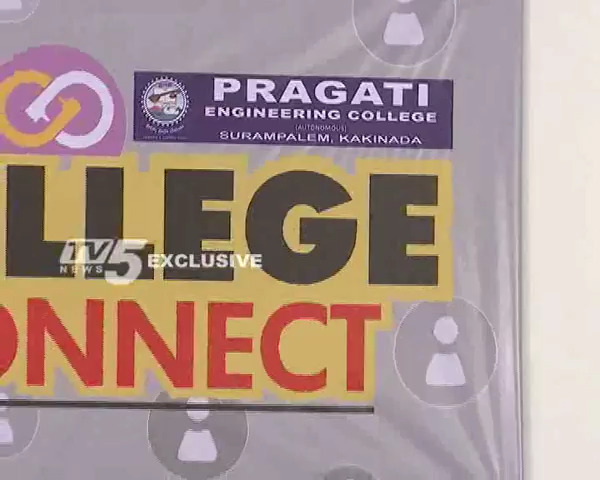 PRAGATI
ENGINEERING COLLEGE
(AUTONOMOUS)
SURAMPALEM, KAKINADA
LLEGE
TV5 NEWS EXCLUSIVE
ONNECT